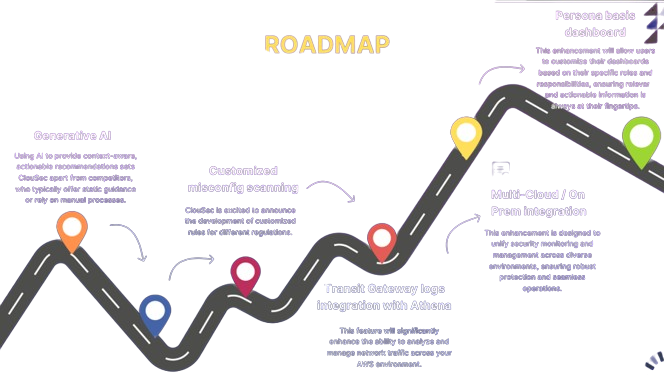 ROADMAP
Generative AI
Using AI to provide context-aware,
actionable recommendations sets
ClouSec apart from competitors,
who typically offer static guidance
or rely on manual processes.
Customized
misconfig scanning
ClouSec is excited to announce
the development of customized
rules for different regulations.
Transit Gateway logs
integration with Athena
This feature will significantly
enhance the ability to analyze and
manage network traffic across your
AWS environment.
Multi-Cloud / On
Prem integration
This enhancement is designed to
unify security monitoring and
management across diverse
environments, ensuring robust
protection and seamless
operations.
Persona basis
dashboard
This enhancement will allow users
to customize their dashboards
based on their specific roles and
responsibilities, ensuring relevant
and actionable information is
always at their fingertips.